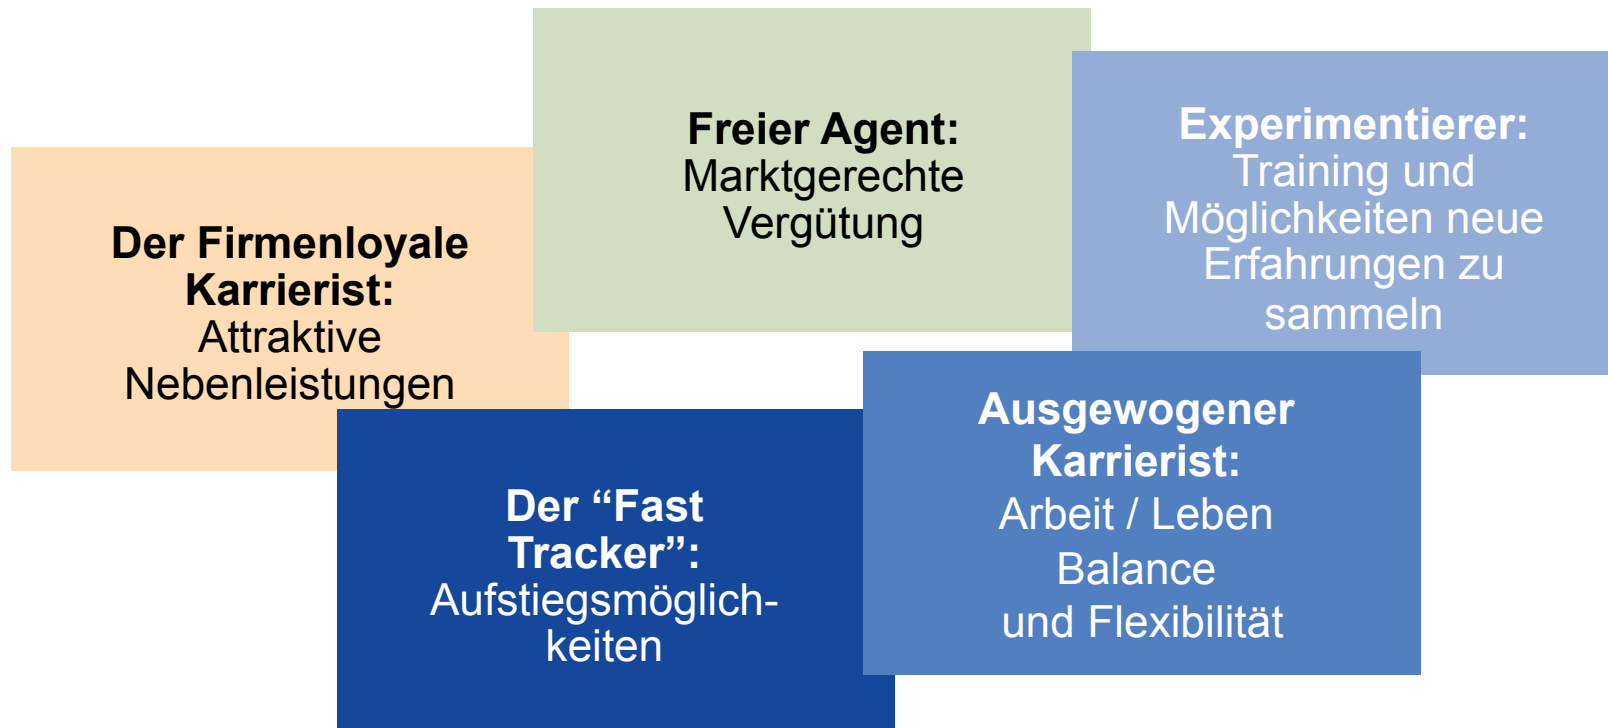 Der Firmenloyale
Karrierist:
Attraktive
Nebenleistungen
Freier Agent:
Marktgerechte
Vergütung
Experimentierer:
Training und
Möglichkeiten neue
Erfahrungen zu
sammeln
Der “Fast
Tracker”:
Aufstiegsmöglich-
keiten
Ausgewogener
Karrierist:
Arbeit / Leben
Balance
und Flexibilität